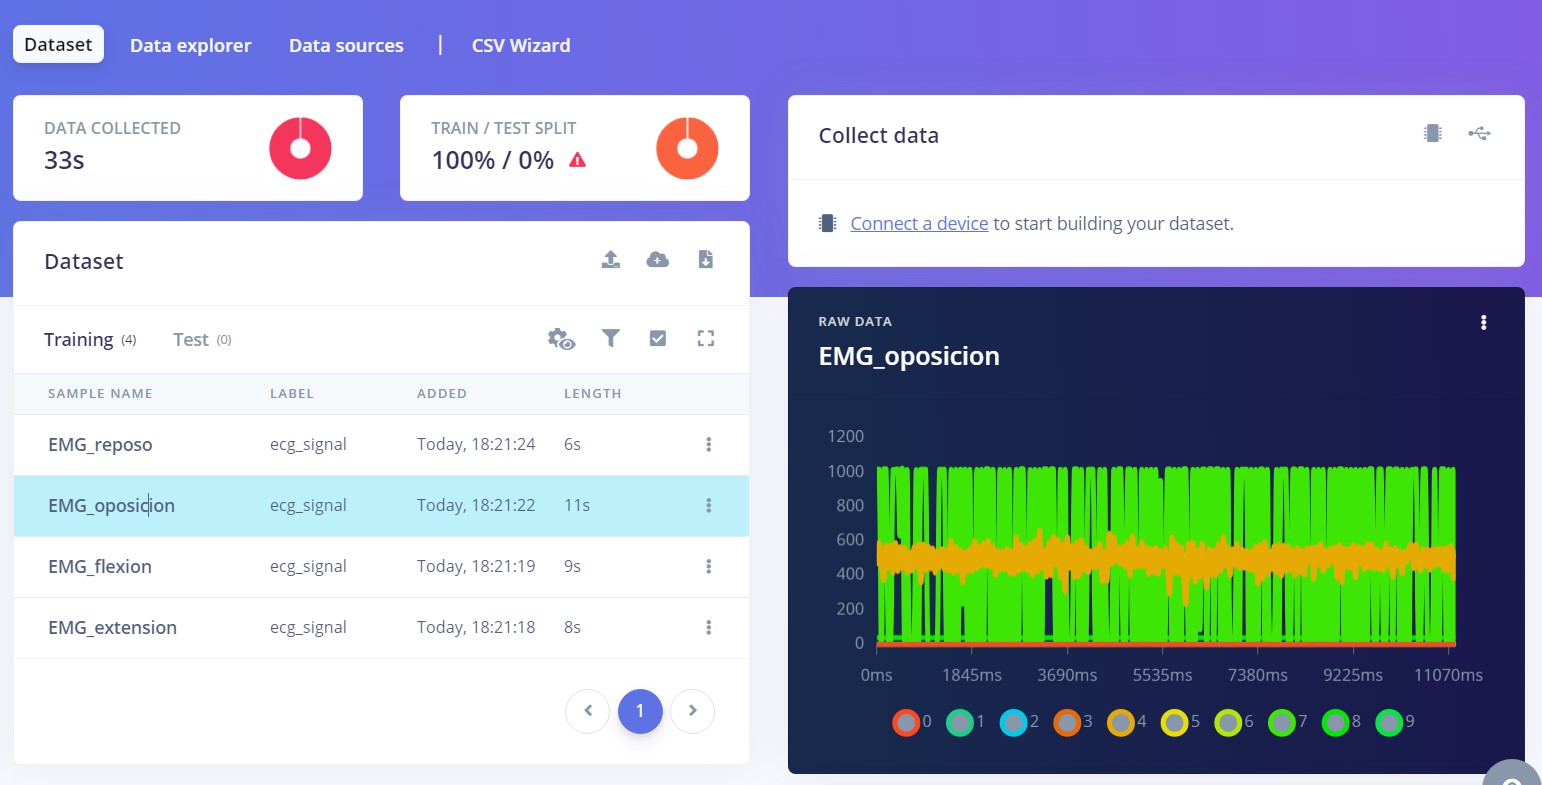 Dataset Data explorer Data sources | CSV Wizard
DATA COLLECTED
33s
TRAIN / TEST SPLIT
100% / 0%
Dataset
Training (4) Test (0)
SAMPLE NAME LABEL ADDED LENGTH
EMG_reposo ecg_signal Today, 18:21:24 6s
EMG_oposicion ecg_signal Today, 18:21:22 11s
EMG_flexion ecg_signal Today, 18:21:19 9s
EMG_extension ecg_signal Today, 18:21:18 8s
1
Collect data
Connect a device to start building your dataset.
RAW DATA
EMG_oposicion
1200
1000
800
600
400
200
0
0ms 1845ms 3690ms 5535ms 7380ms 9225ms 11070ms
0 1 2 3 4 5 6 7 8 9